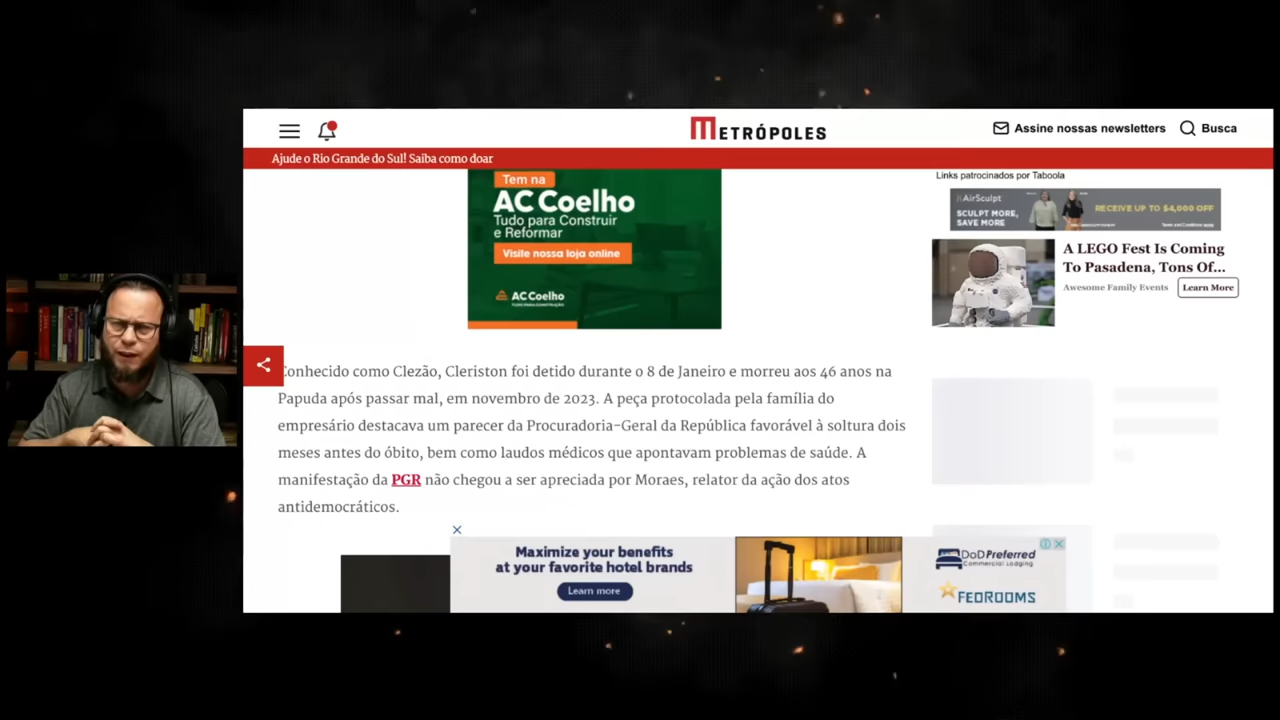 METRÓPOLES
Assine nossas newsletters
Busca
Ajude o Rio Grande do Sul! Saiba como doar
Tem na
AC Coelho
Tudo para Construir
e Reformar
Visite nossa loja online
AC Coelho
Links patrocinados por Taboola
AirSculpt
SCULPT MORE,
SAVE MORE
RECEIVE UP TO $4,000 OFF
A LEGO Fest Is Coming
To Pasadena, Tons Of...
Awesome Family Events
Learn More
Conhecido como Clezão, Cleriston foi detido durante o 8 de Janeiro e morreu aos 46 anos na
Papuda após passar mal, em novembro de 2023. A peça protocolada pela família do
empresário destacava um parecer da Procuradoria-Geral da República favorável à soltura dois
meses antes do óbito, bem como laudos médicos que apontavam problemas de saúde. A
manifestação da PGR não chegou a ser apreciada por Moraes, relator da ação dos atos
antidemocráticos.
Maximize your benefits
at your favorite hotel brands
Learn more
DoD Preferred
Commercial Lodging
FEDROOMS